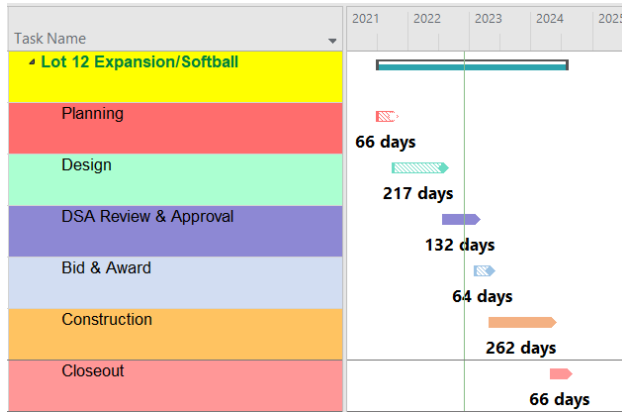 2021 2022 2023 2024 2025
Task Name
Lot 12 Expansion/Softball
Planning
66 days
Design
217 days
DSA Review & Approval
132 days
Bid & Award
64 days
Construction
262 days
Closeout
66 days